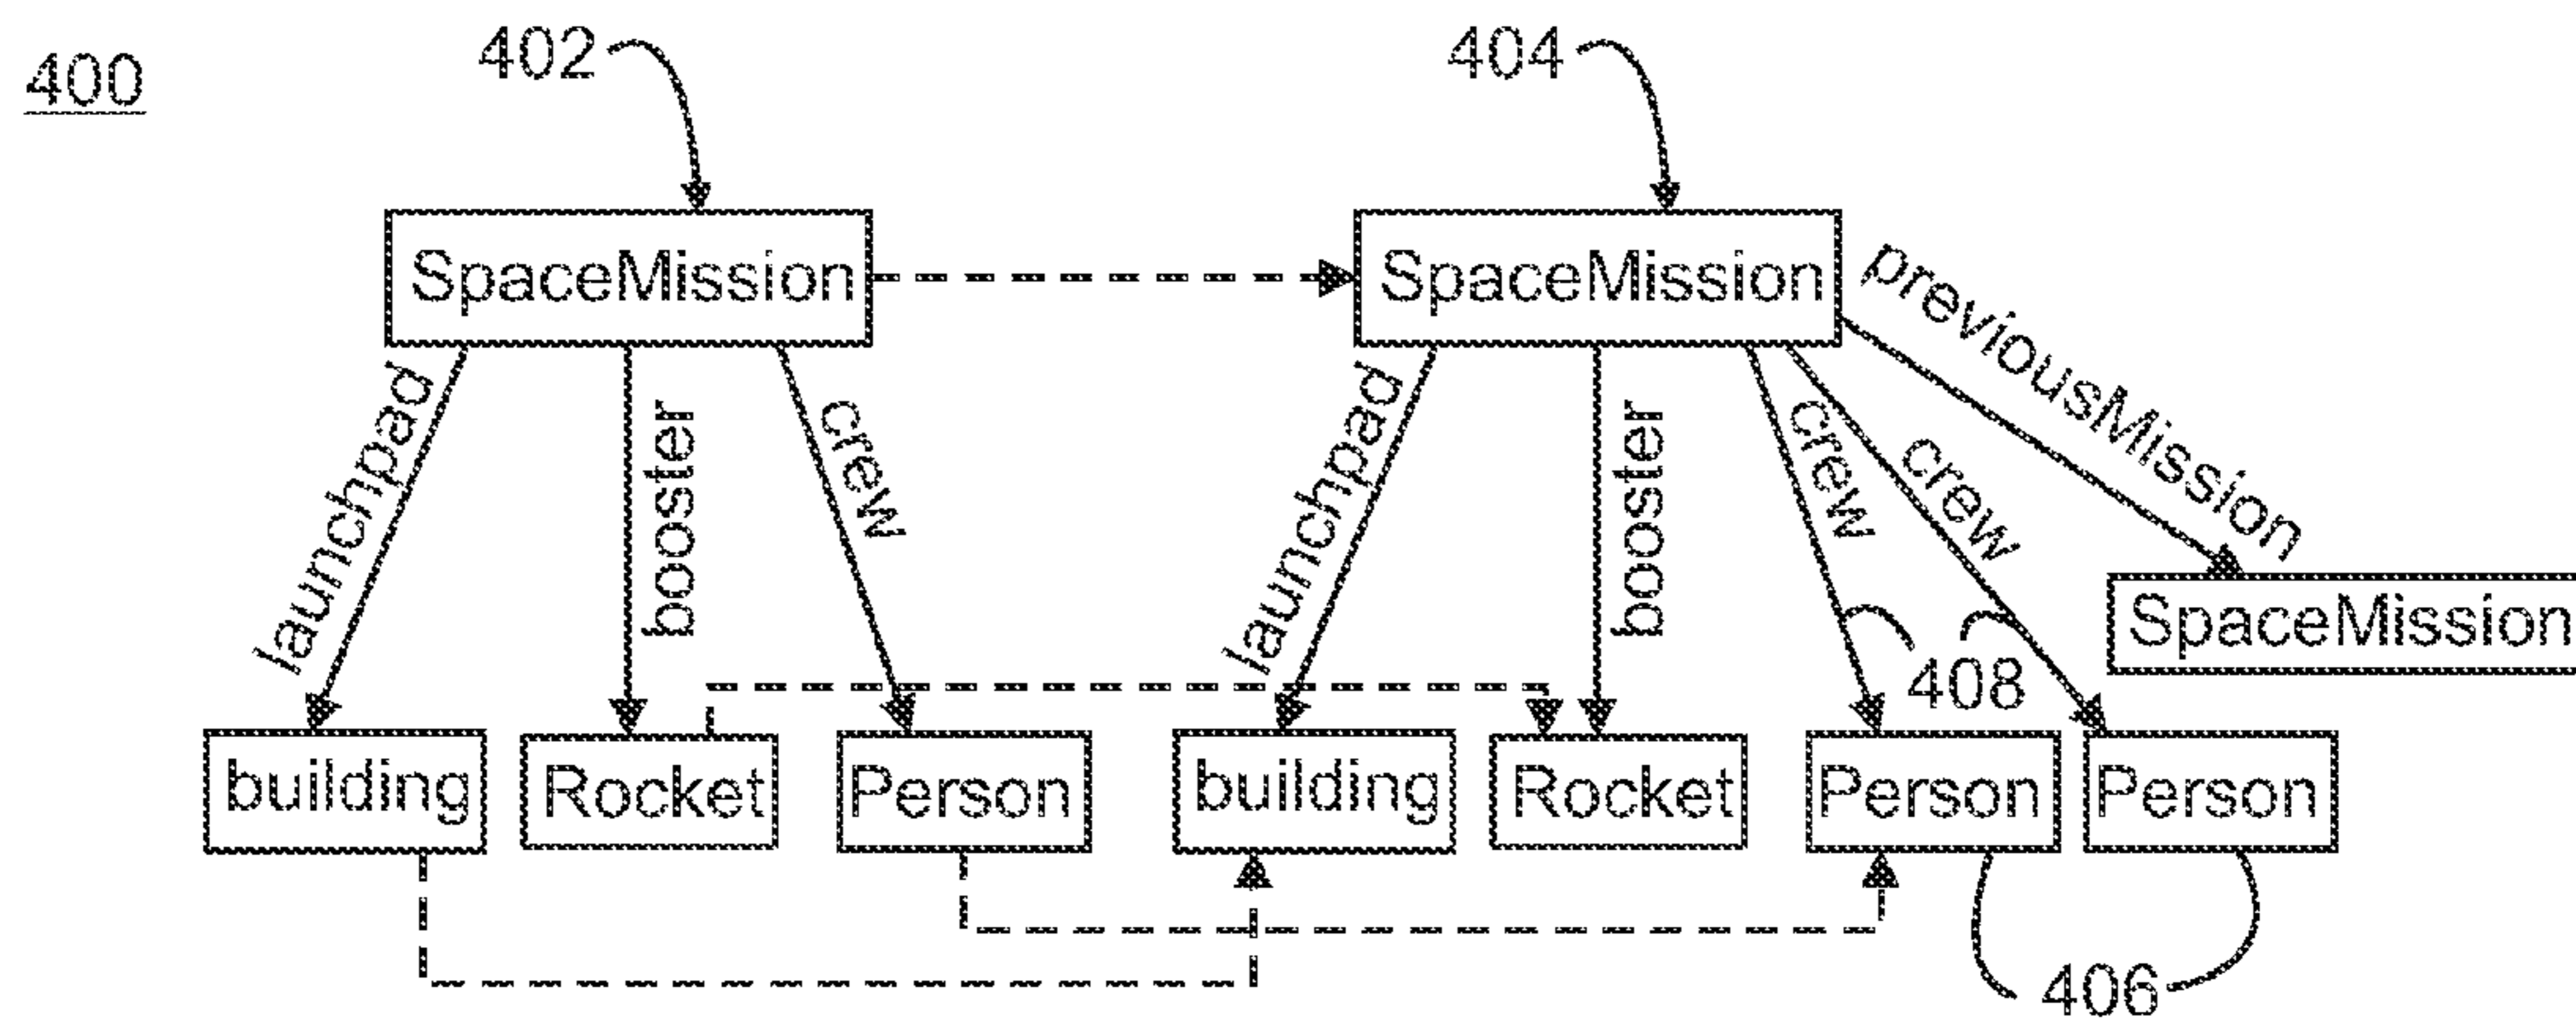 400
402
404
SpaceMission
SpaceMission
launchpad
booster
crew
launchpad
booster
crew
crew
previousMission
SpaceMission
408
building
Rocket
Person
building
Rocket
Person
Person
406